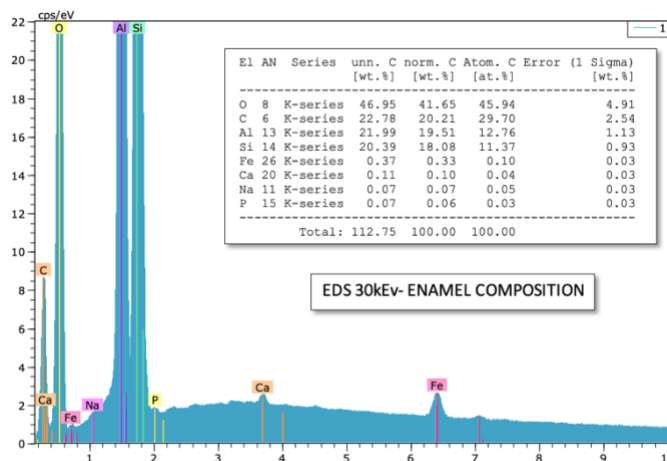 cps/eV
22
20
18
16
14
12
10
8
6
4
2
0
O
Al
Si
1
C
Ca
Fe
Na
P
Ca
Fe
1
2
3
4
5
6
7
8
9
10
El AN Series unn. C norm. C Atom. C Error (1 Sigma)
[wt.%] [wt.%] [at.%] [wt.%]
O 8 K-series 46.95 41.65 45.94 4.91
C 6 K-series 22.78 20.21 29.70 2.54
Al 13 K-series 21.99 19.51 12.76 1.13
Si 14 K-series 20.39 18.08 11.37 0.93
Fe 26 K-series 0.37 0.33 0.10 0.03
Ca 20 K-series 0.11 0.10 0.04 0.03
Na 11 K-series 0.07 0.07 0.05 0.03
P 15 K-series 0.07 0.06 0.03 0.03
Total: 112.75 100.00 100.00
EDS 30kEv- ENAMEL COMPOSITION